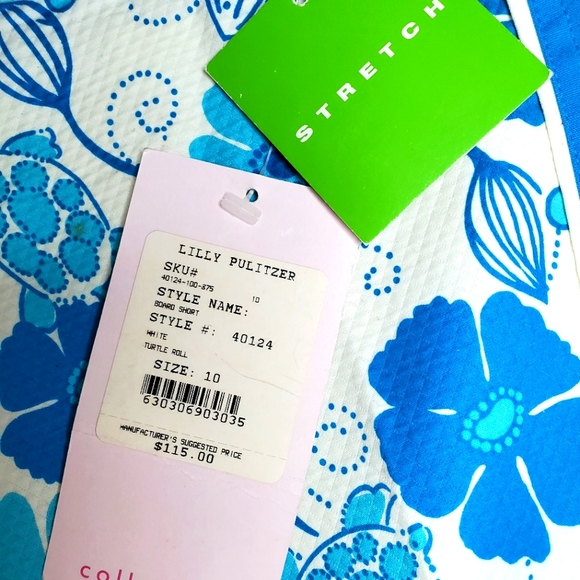 STRETCH
LILLY PULITZER
SKU#
40124-100-875 10
STYLE NAME:
BOARD SHORT
STYLE #: 40124
WHITE
TURTLE ROLL
SIZE: 10
630306903035
MANUFACTURER'S SUGGESTED PRICE
$115.00
coll